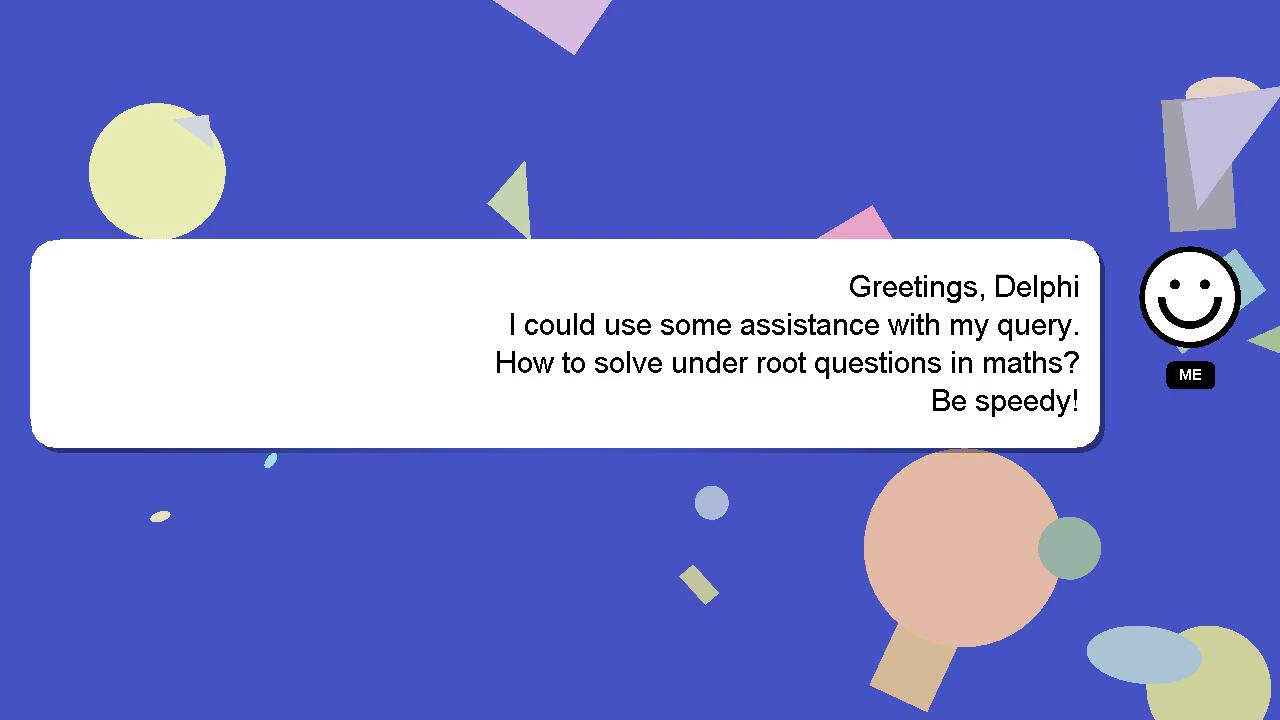 Greetings, Delphi
I could use some assistance with my query.
How to solve under root questions in maths?
Be speedy!
ME